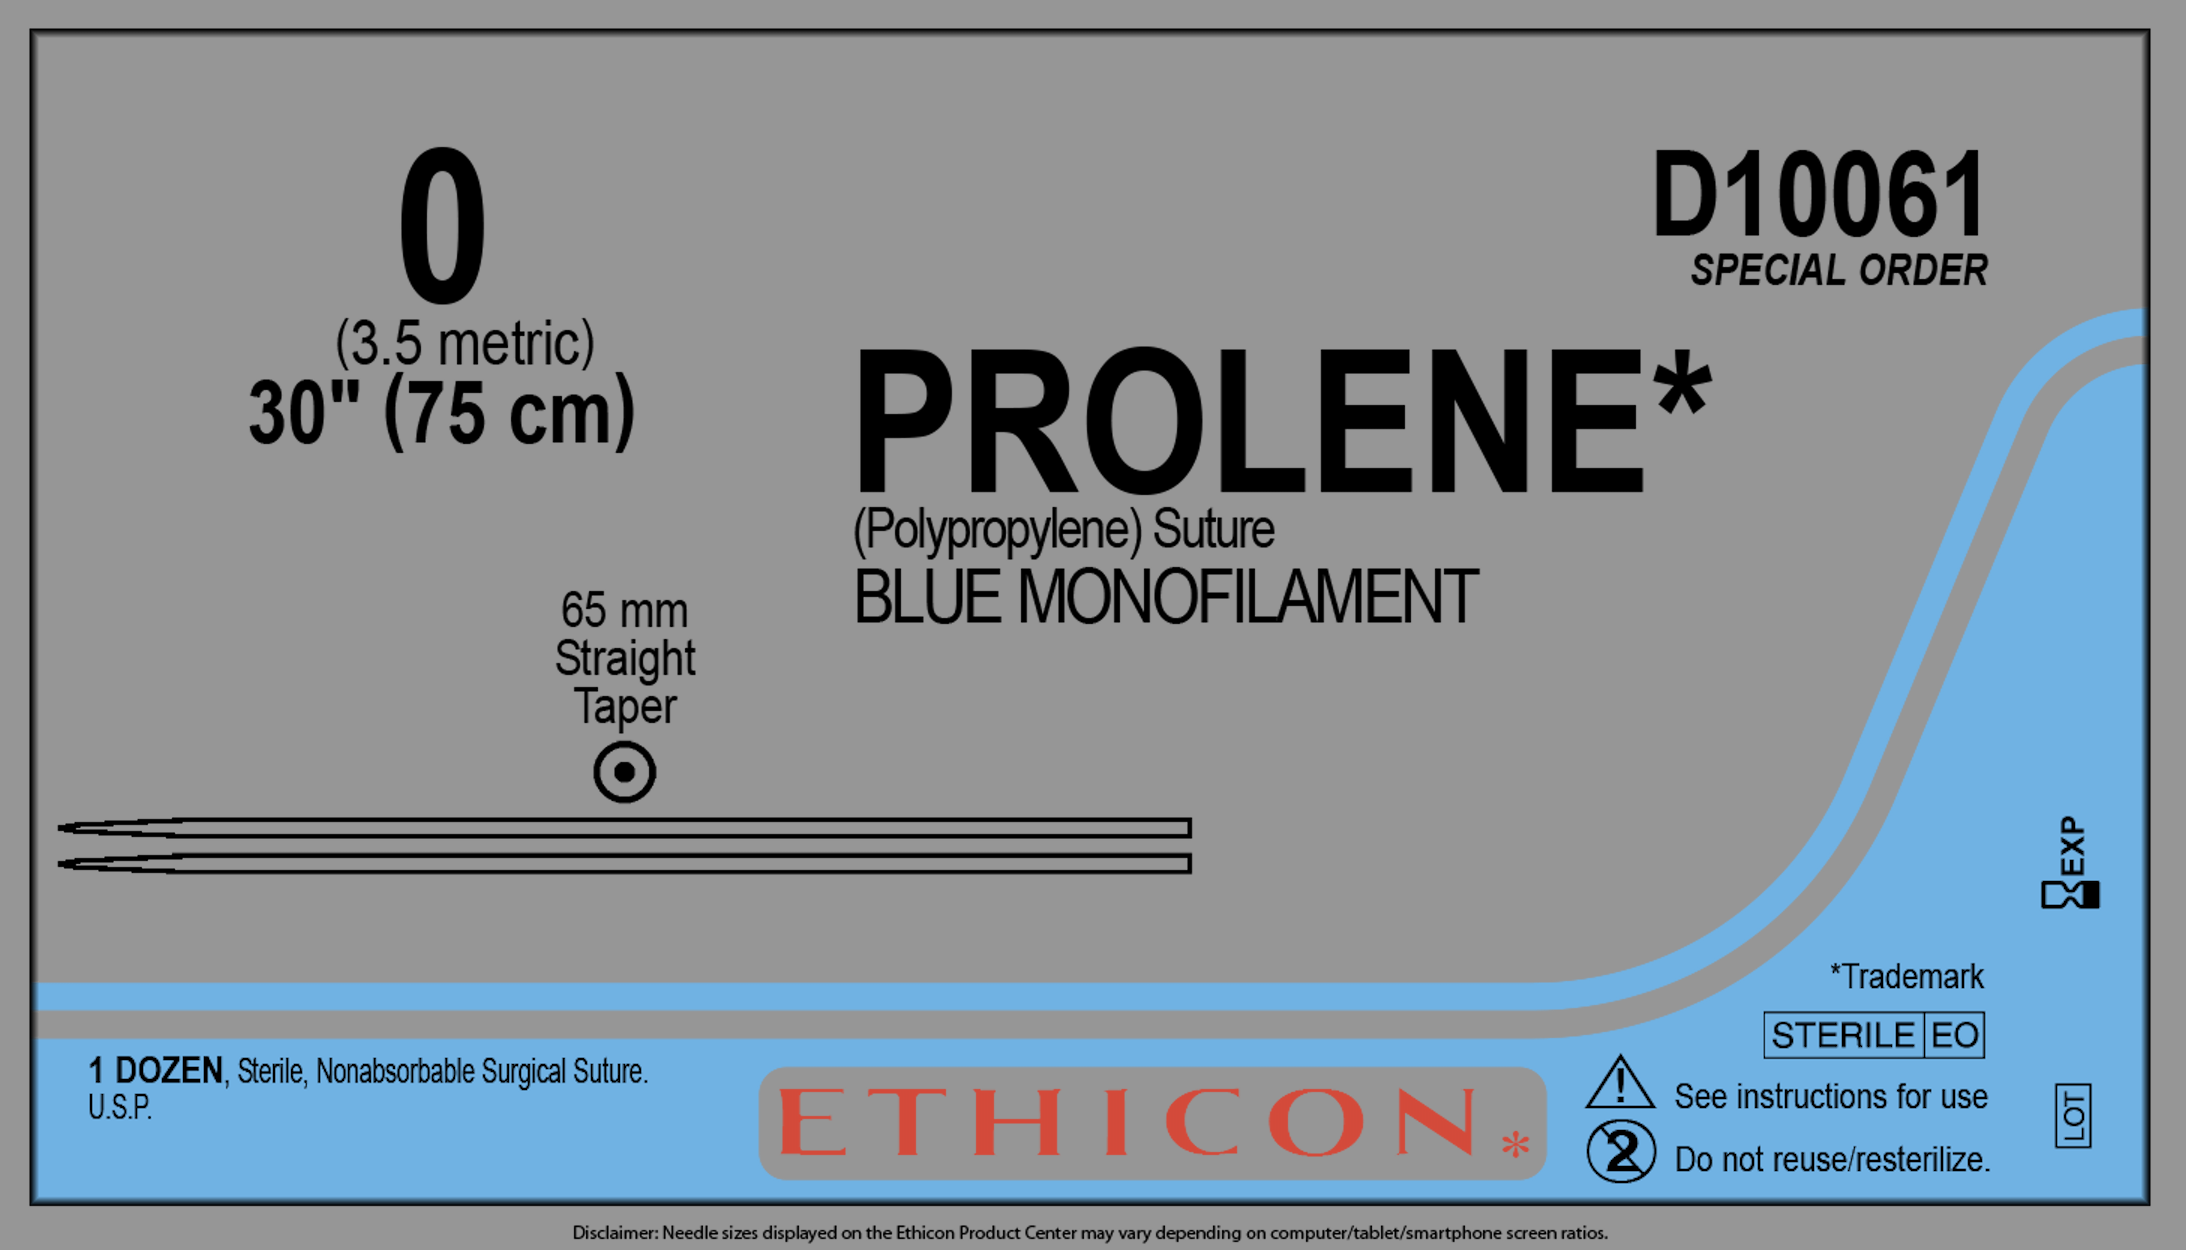 0
(3.5 metric)
30" (75 cm)
D10061
SPECIAL ORDER
PROLENE*
(Polypropylene) Suture
BLUE MONOFILAMENT
65 mm
Straight
Taper
EXP
*Trademark
STERILE EO
1 DOZEN, Sterile, Nonabsorbable Surgical Suture.
U.S.P.
ETHICON*
! See instructions for use
2 Do not reuse/resterilize.
LOT
Disclaimer: Needle sizes displayed on the Ethicon Product Center may vary depending on computer/tablet/smartphone screen ratios.